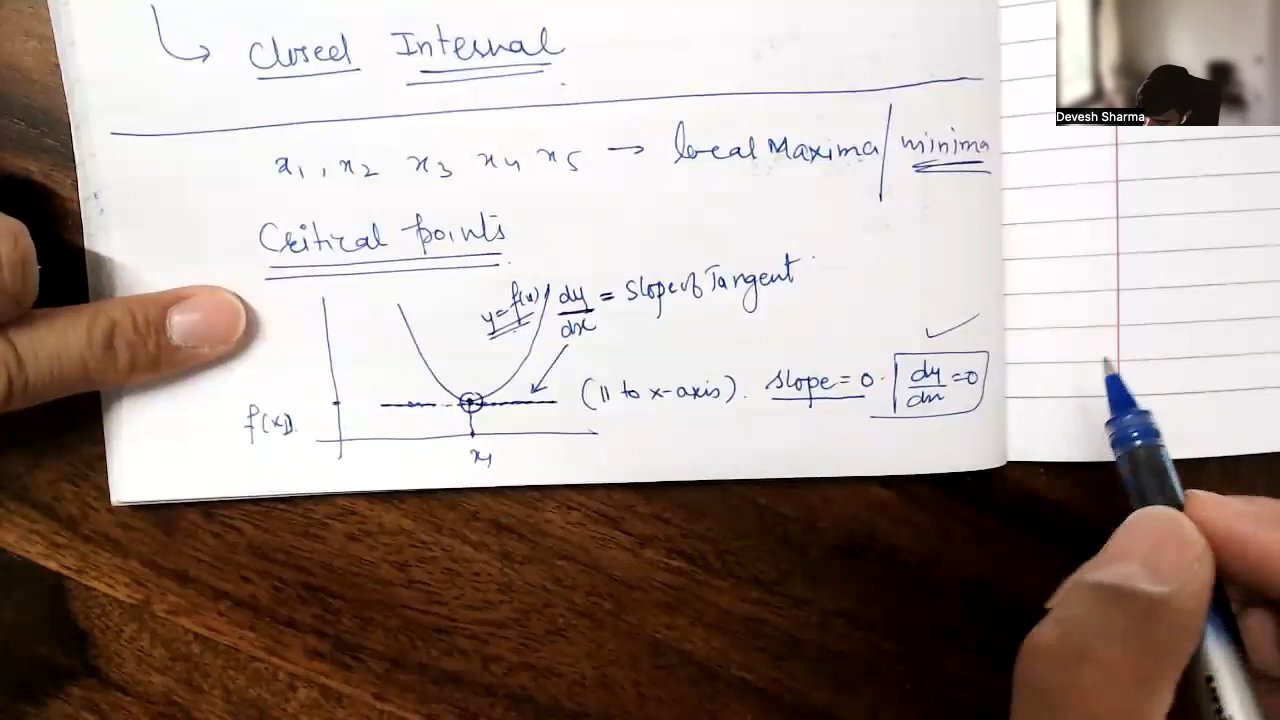 Closed Interval
x1, x2 x3 x4 x5 → local Maxima / minima
Critical points
y=f(x) dy/dx = Slope of Tangent
(|| to x-axis). slope = 0. dy/dx = 0
f(x1).
x1
Devesh Sharma